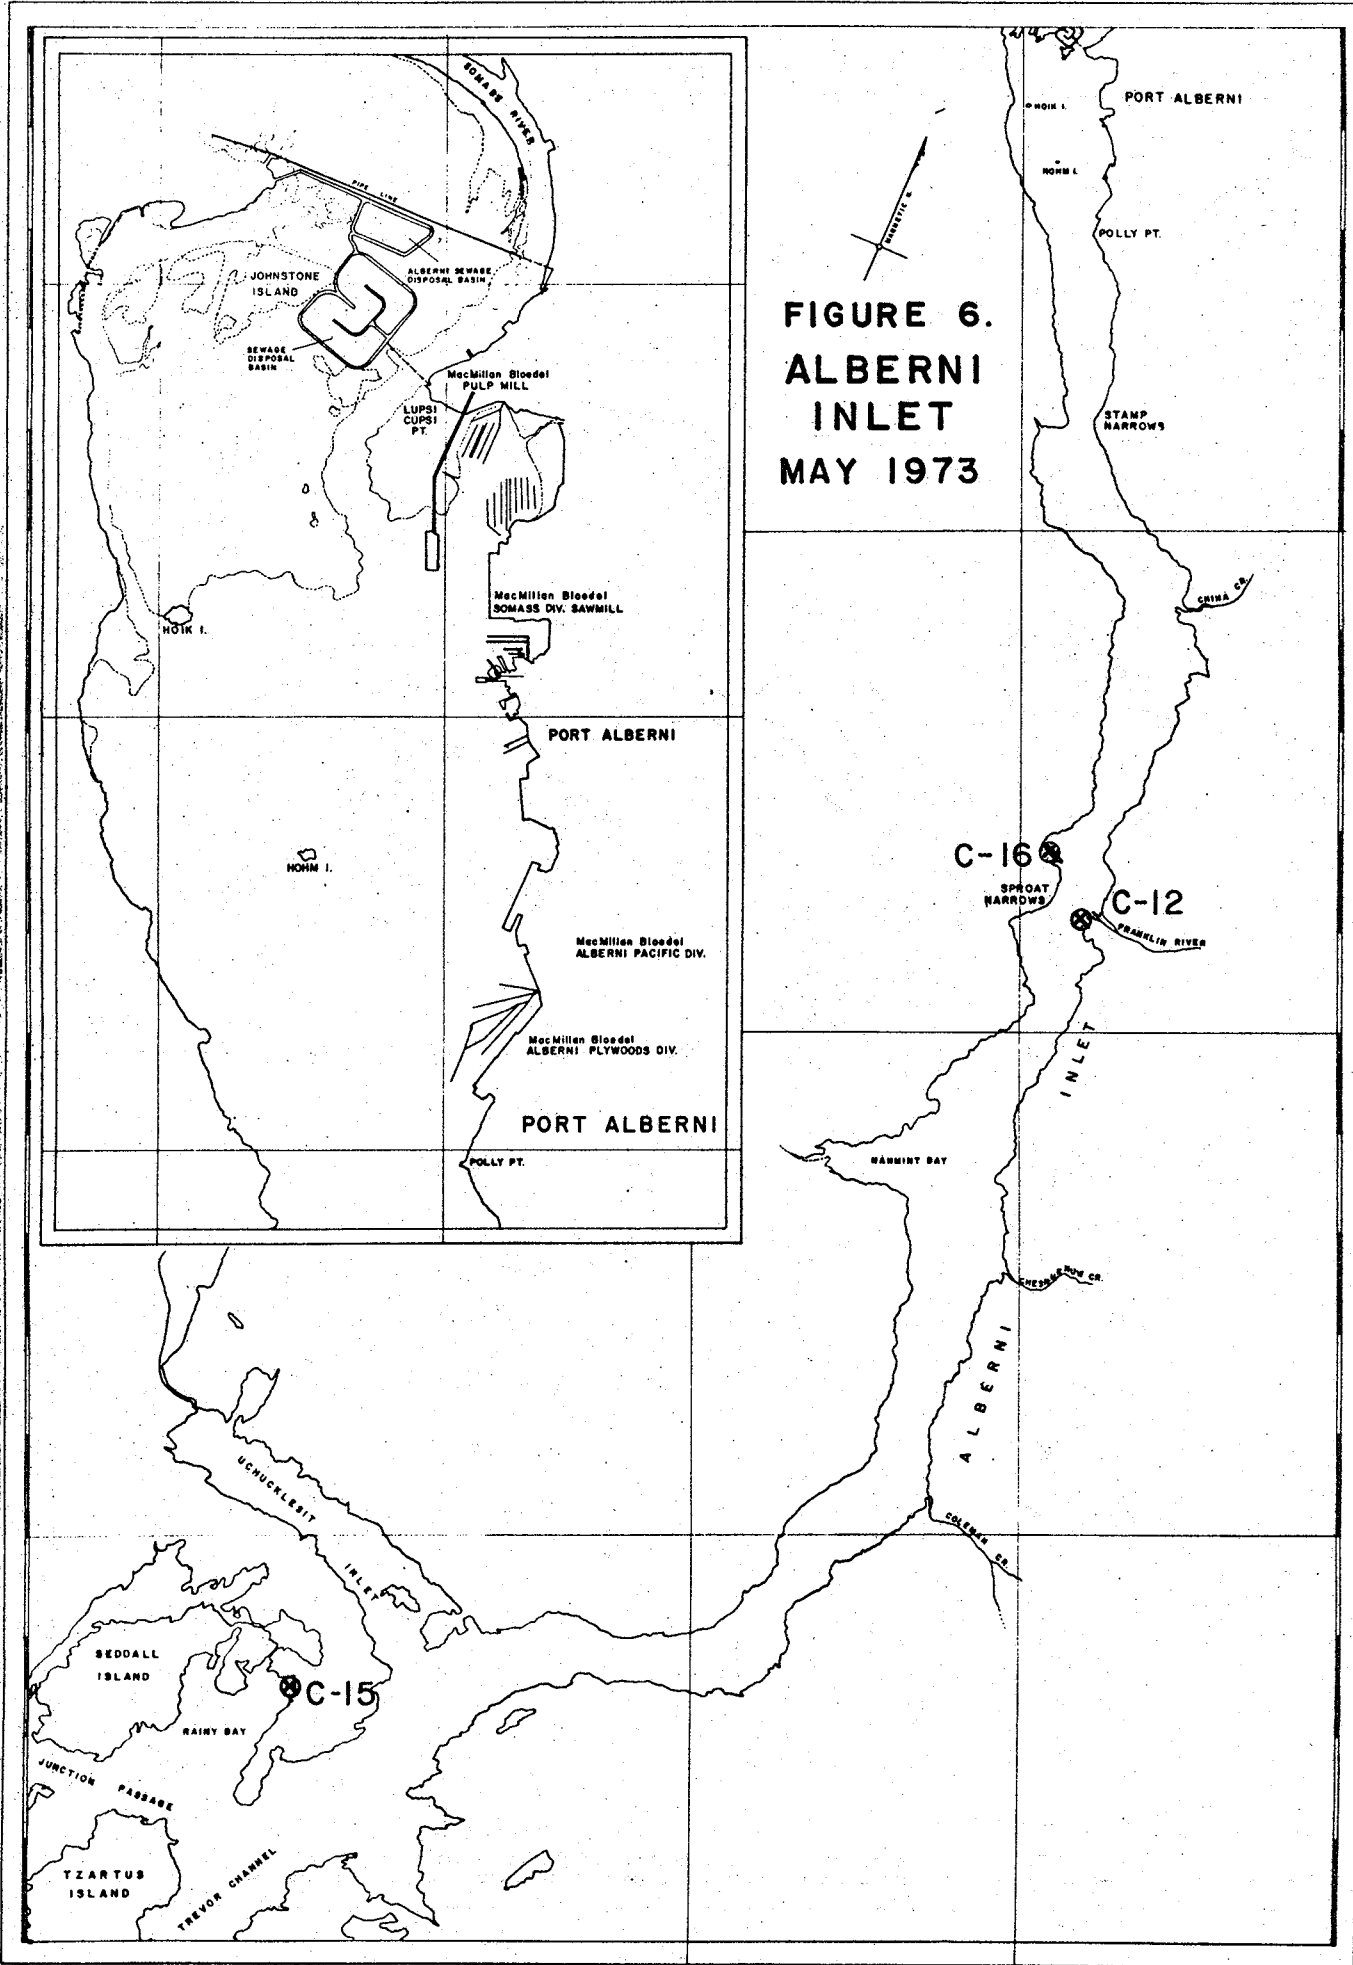 SOMASS RIVER
PIPE LINE
ALBERNI SEWAGE
DISPOSAL BASIN
JOHNSTONE
ISLAND
SEWAGE
DISPOSAL
BASIN
MacMillan Bloedel
PULP MILL
LUPSI
CUPSI
PT.
MacMillan Bloedel
SOMASS DIV. SAWMILL
HOIK I.
PORT ALBERNI
HOHM I.
MacMillan Bloedel
ALBERNI PACIFIC DIV.
MacMillan Bloedel
ALBERNI PLYWOODS DIV.
PORT ALBERNI
POLLY PT.
MAGNETIC N.
FIGURE 6.
ALBERNI
INLET
MAY 1973
HOIK I.
PORT ALBERNI
HOHM I.
POLLY PT.
STAMP
NARROWS
CHINA CR.
C-16
SPROAT
NARROWS
C-12
FRANKLIN RIVER
ALBERNI INLET
NAHMINT BAY
CR.
COLEMAN CR.
UCHUCKLESIT INLET
SEDDALL
ISLAND
C-15
RAINY BAY
JUNCTION PASSAGE
TZARTUS
ISLAND
TREVOR CHANNEL